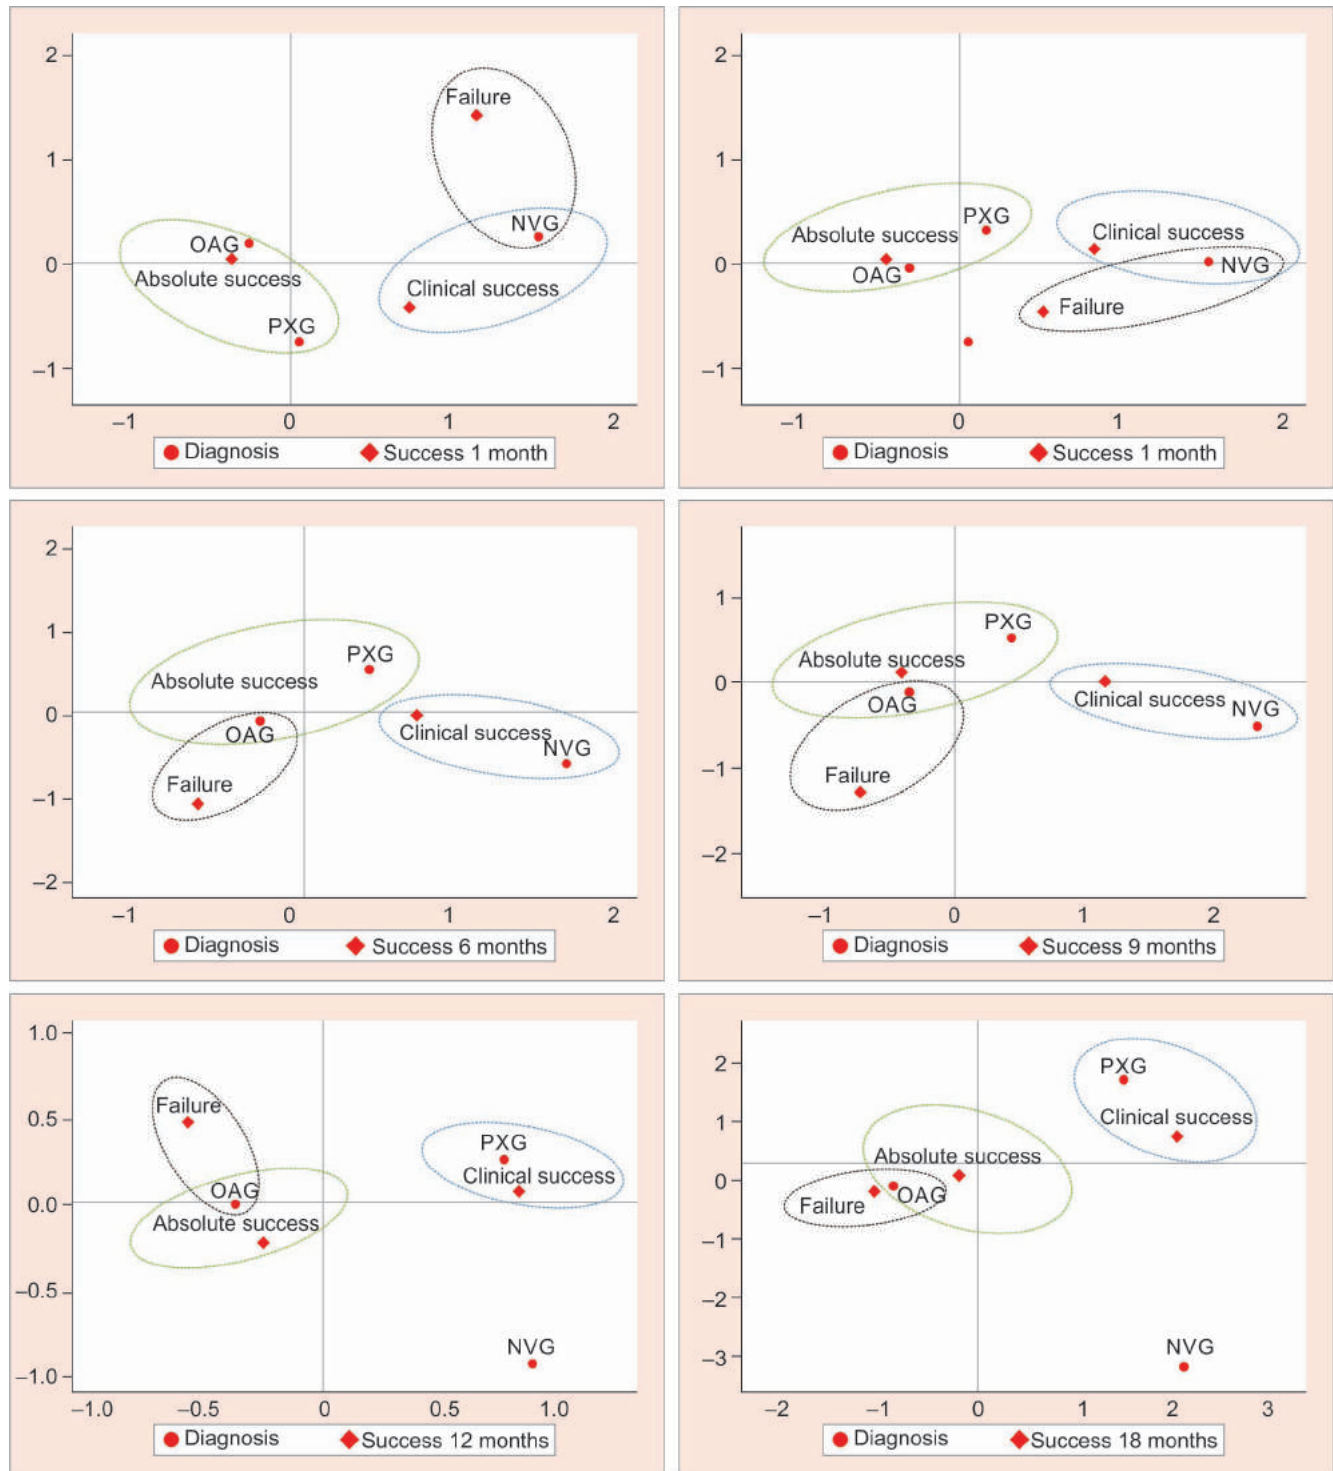 2
Failure
1
NVG
OAG
0
Absolute success
Clinical success
PXG
–1
–1 0 1 2
Diagnosis Success 1 month
2
1
PXG
Absolute success Clinical success
0
OAG NVG
Failure
–1
–1 0 1 2
Diagnosis Success 1 month
2
1
PXG
Absolute success
0
OAG Clinical success
NVG
Failure
–1
–2
–1 0 1 2
Diagnosis Success 6 months
1
PXG
Absolute success
0
OAG Clinical success
NVG
–1
Failure
–2
–1 0 1 2
Diagnosis Success 9 months
1.0
Failure
0.5
PXG
Clinical success
OAG
0.0
Absolute success
–0.5
NVG
–1.0
–1.0 –0.5 0 0.5 1.0
Diagnosis Success 12 months
2
PXG
1
Clinical success
Absolute success
0
Failure OAG
–1
–2
NVG
–3
–2 –1 0 1 2 3
Diagnosis Success 18 months